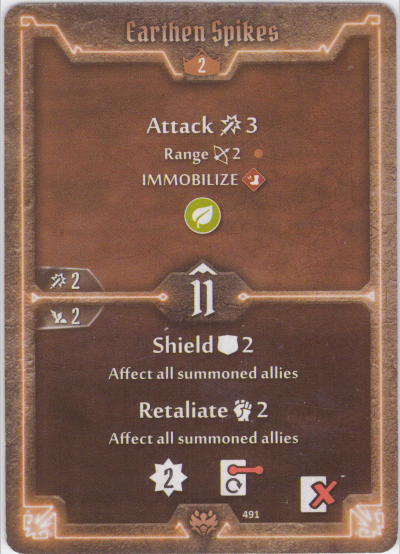 Earthen Spikes
2
Attack 3
Range 2
IMMOBILIZE
2
11
2
Shield 2
Affect all summoned allies
Retaliate 2
Affect all summoned allies
2
491